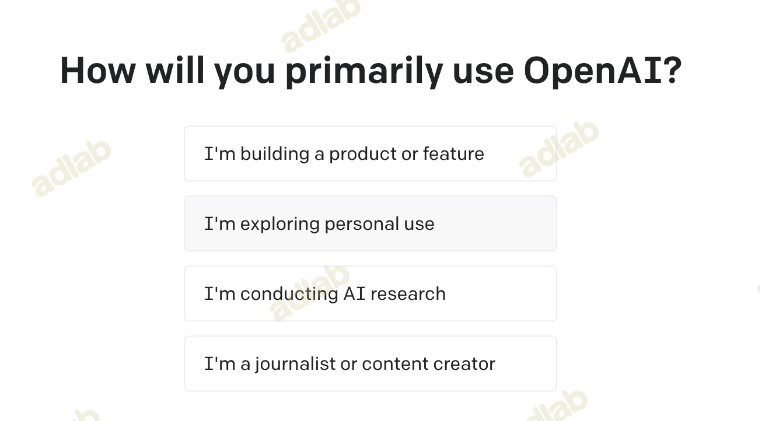 How will you primarily use OpenAI?
I'm building a product or feature
I'm exploring personal use
I'm conducting AI research
I'm a journalist or content creator
adlab
adlab
adlab
adlab
adlab